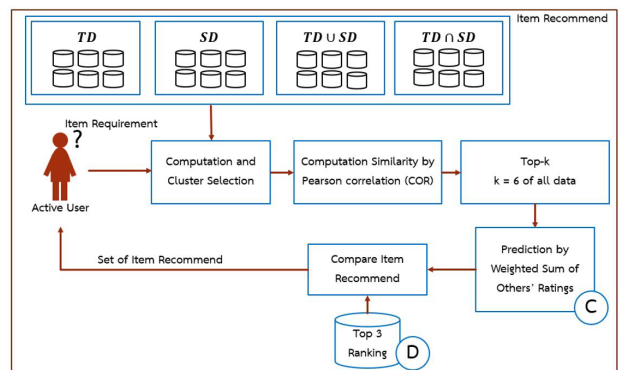 Item Recommend
TD
SD
TD ∪ SD
TD ∩ SD
Item Requirement
?
Active User
Computation and
Cluster Selection
Computation Similarity by
Pearson correlation (COR)
Top-k
k = 6 of all data
Prediction by
Weighted Sum of
Others' Ratings
C
Compare Item
Recommend
Set of Item Recommend
Top 3
Ranking
D